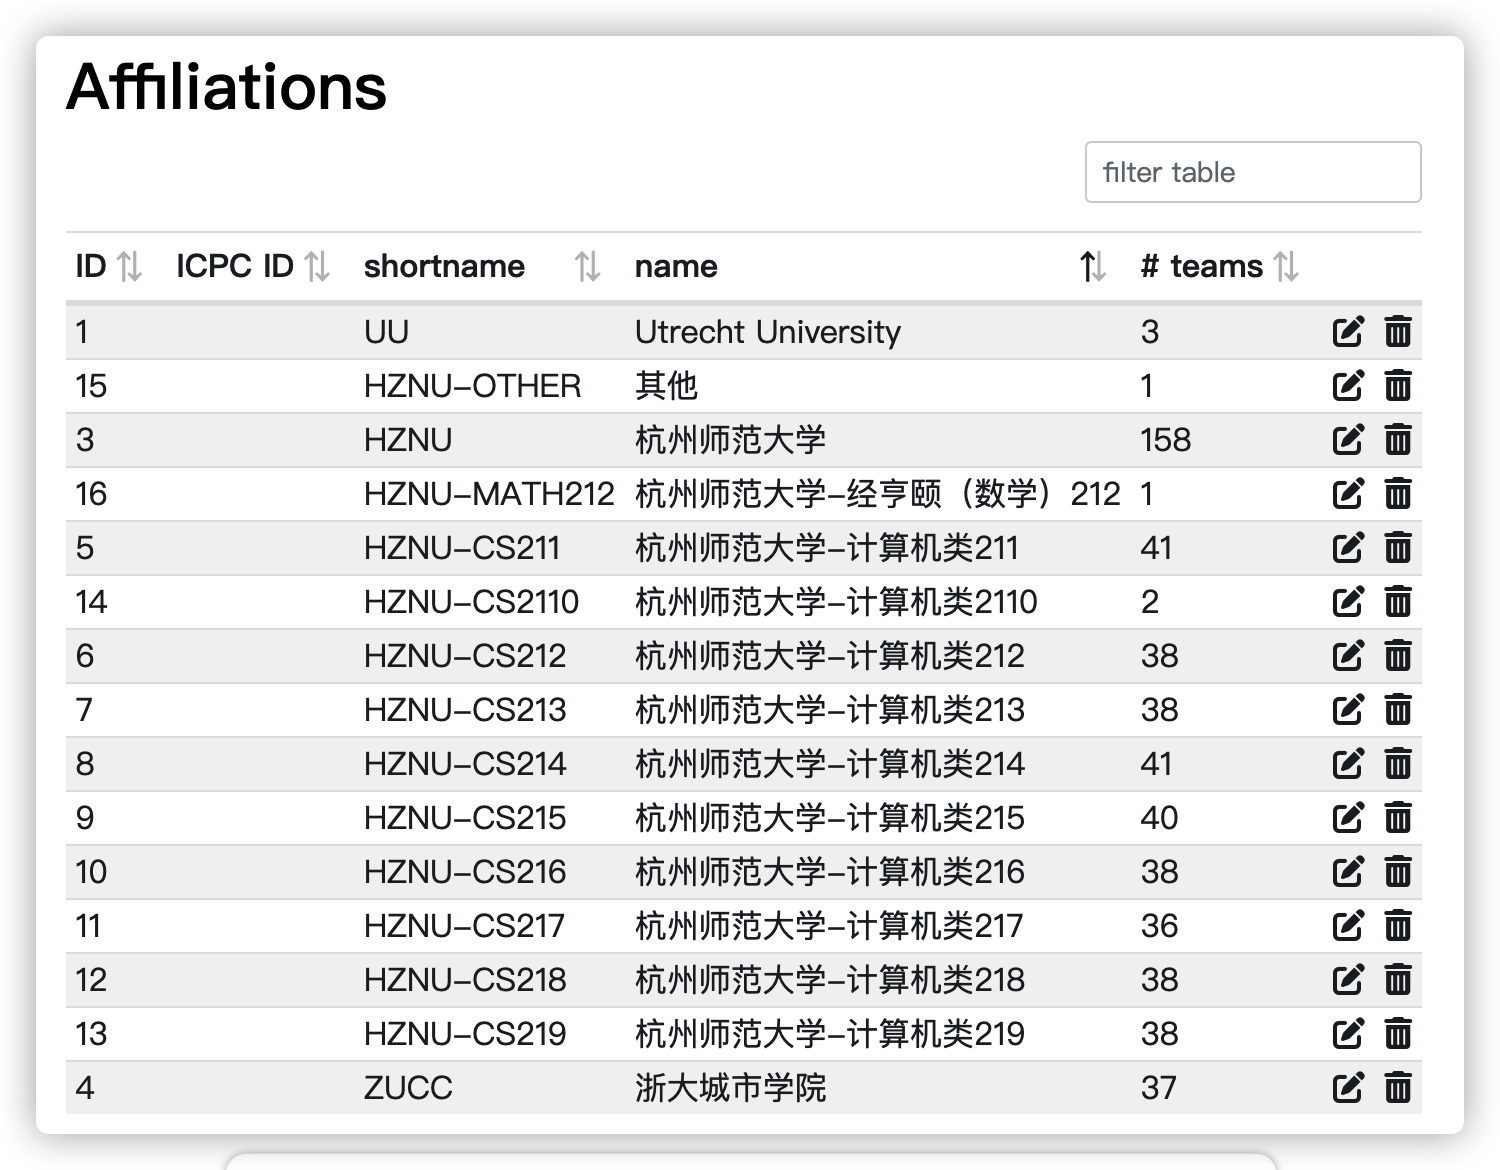 Affiliations
filter table
ID ICPC ID shortname name # teams
1 UU Utrecht University 3
15 HZNU-OTHER 其他 1
3 HZNU 杭州师范大学 158
16 HZNU-MATH212 杭州师范大学-经亨颐（数学）212 1
5 HZNU-CS211 杭州师范大学-计算机类211 41
14 HZNU-CS2110 杭州师范大学-计算机类2110 2
6 HZNU-CS212 杭州师范大学-计算机类212 38
7 HZNU-CS213 杭州师范大学-计算机类213 38
8 HZNU-CS214 杭州师范大学-计算机类214 41
9 HZNU-CS215 杭州师范大学-计算机类215 40
10 HZNU-CS216 杭州师范大学-计算机类216 38
11 HZNU-CS217 杭州师范大学-计算机类217 36
12 HZNU-CS218 杭州师范大学-计算机类218 38
13 HZNU-CS219 杭州师范大学-计算机类219 38
4 ZUCC 浙大城市学院 37